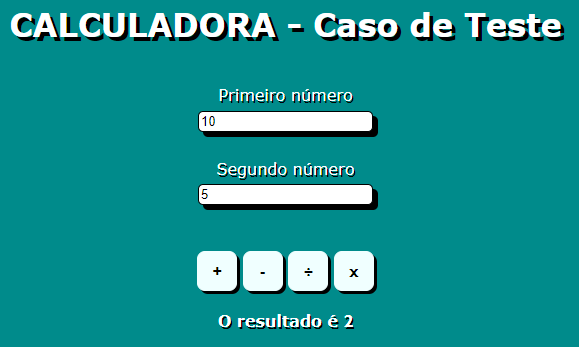 CALCULADORA - Caso de Teste
Primeiro número
10
Segundo número
5
+ - ÷ x
O resultado é 2